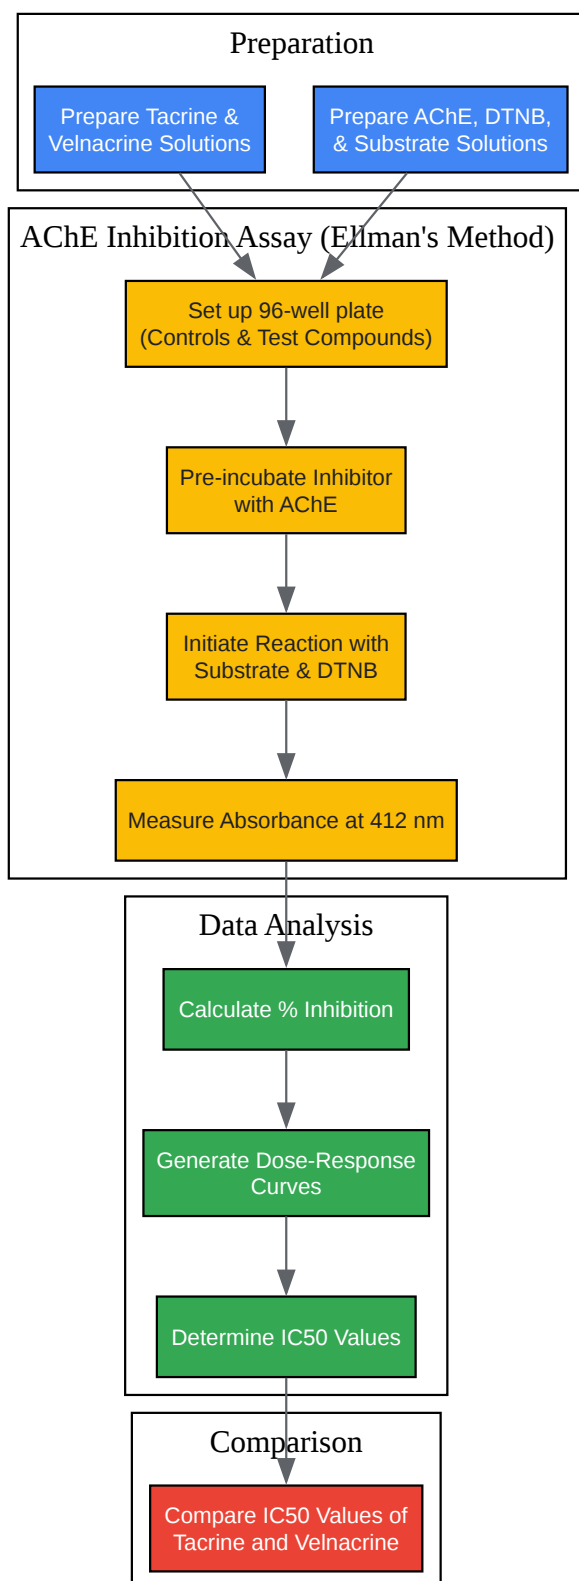 Preparation
Prepare Tacrine &
Velnacrine Solutions
Prepare AChE, DTNB,
& Substrate Solutions
AChE Inhibition Assay (Ellman's Method)
Set up 96-well plate
(Controls & Test Compounds)
Pre-incubate Inhibitor
with AChE
Initiate Reaction with
Substrate & DTNB
Measure Absorbance at 412 nm
Data Analysis
Calculate % Inhibition
Generate Dose-Response
Curves
Determine IC50 Values
Comparison
Compare IC50 Values of
Tacrine and Velnacrine